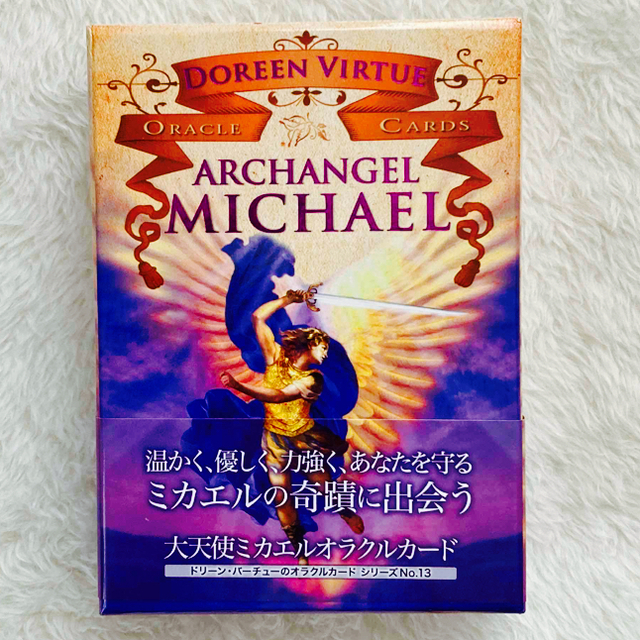 DOREEN VIRTUE
ORACLE CARDS
ARCHANGEL
MICHAEL
温かく、優しく、力強く、あなたを守る
ミカエルの奇蹟に出会う
大天使ミカエルオラクルカード
ドリーン・バーチューのオラクルカード シリーズNo.13